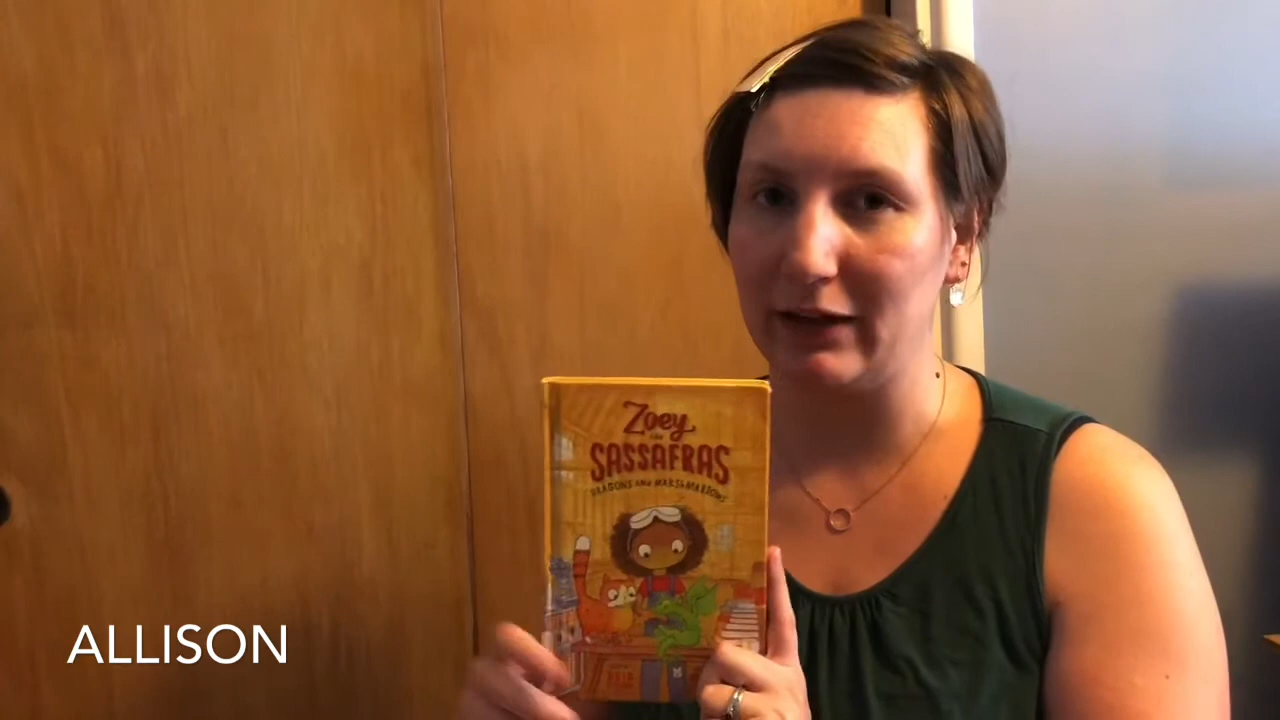 Zoey
AND
SASSAFRAS
DRAGONS AND MARSHMALLOWS
ALLISON